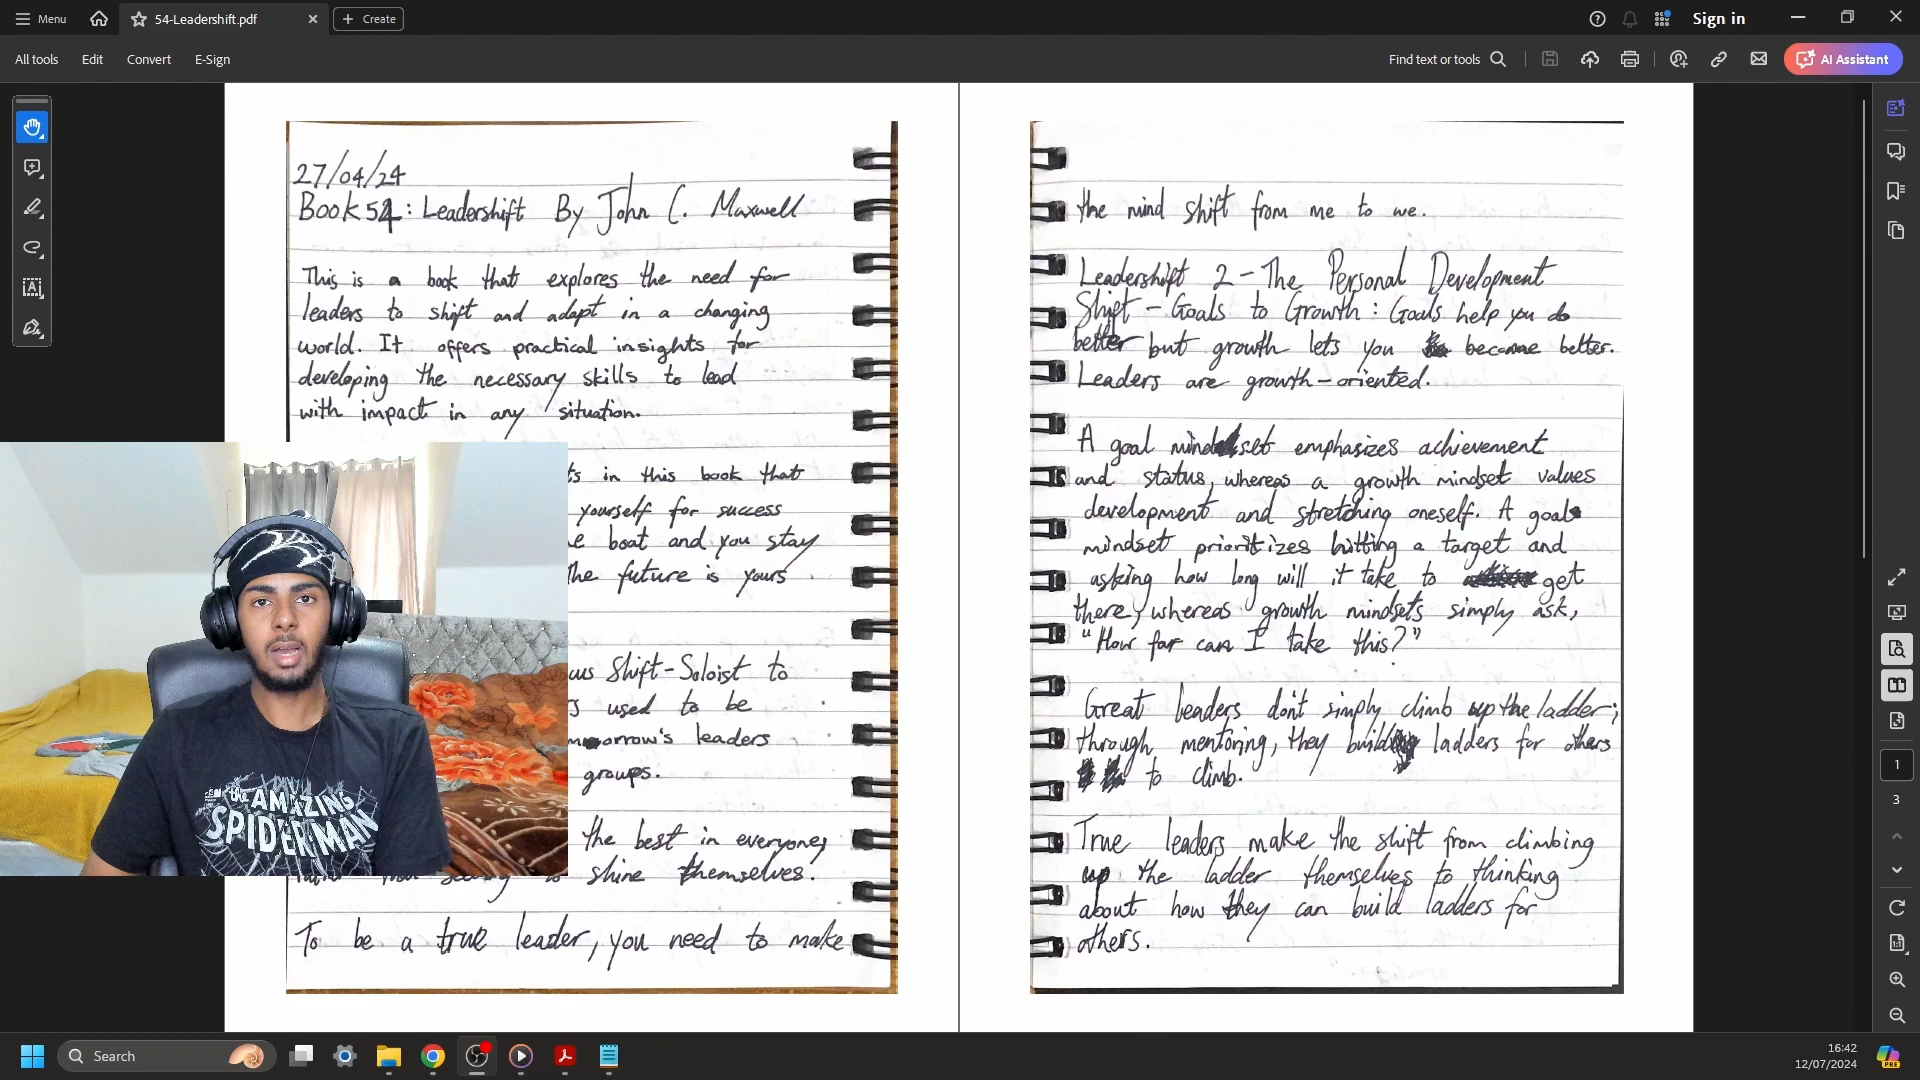 Menu
54-Leadershift.pdf
Create
Sign in
All tools
Edit
Convert
E-Sign
Find text or tools
AI Assistant
27/04/24
Book 54: Leadershift By John C. Maxwell
This is a book that explores the need for
leaders to shift and adapt in a changing
world. It offers practical insights for
developing the necessary skills to lead
with impact in any situation.
in this book that
yourself for success
boat and you stay
The future is yours.
Shift-Soloist to
used to be
leaders
groups.
the best in everyone,
shine themselves.
To be a true leader, you need to make
the AMAZING
SPIDERMAN
the mind shift from me to we.
Leadershift 2 - The Personal Development
Shift - Goals to Growth: Goals help you do
better but growth lets you become better.
Leaders are growth-oriented.
A goal mindset emphasizes achievement
and status, whereas a growth mindset values
development and stretching oneself. A goal
mindset prioritizes hitting a target and
asking how long will it take to get
there, whereas growth mindsets simply ask,
"How far can I take this?"
Great leaders don't simply climb up the ladder;
through mentoring, they build ladders for others
to climb.
True leaders make the shift from climbing
up the ladder themselves to thinking
about how they can build ladders for
others.
1
3
Search
16:42
12/07/2024
PRE